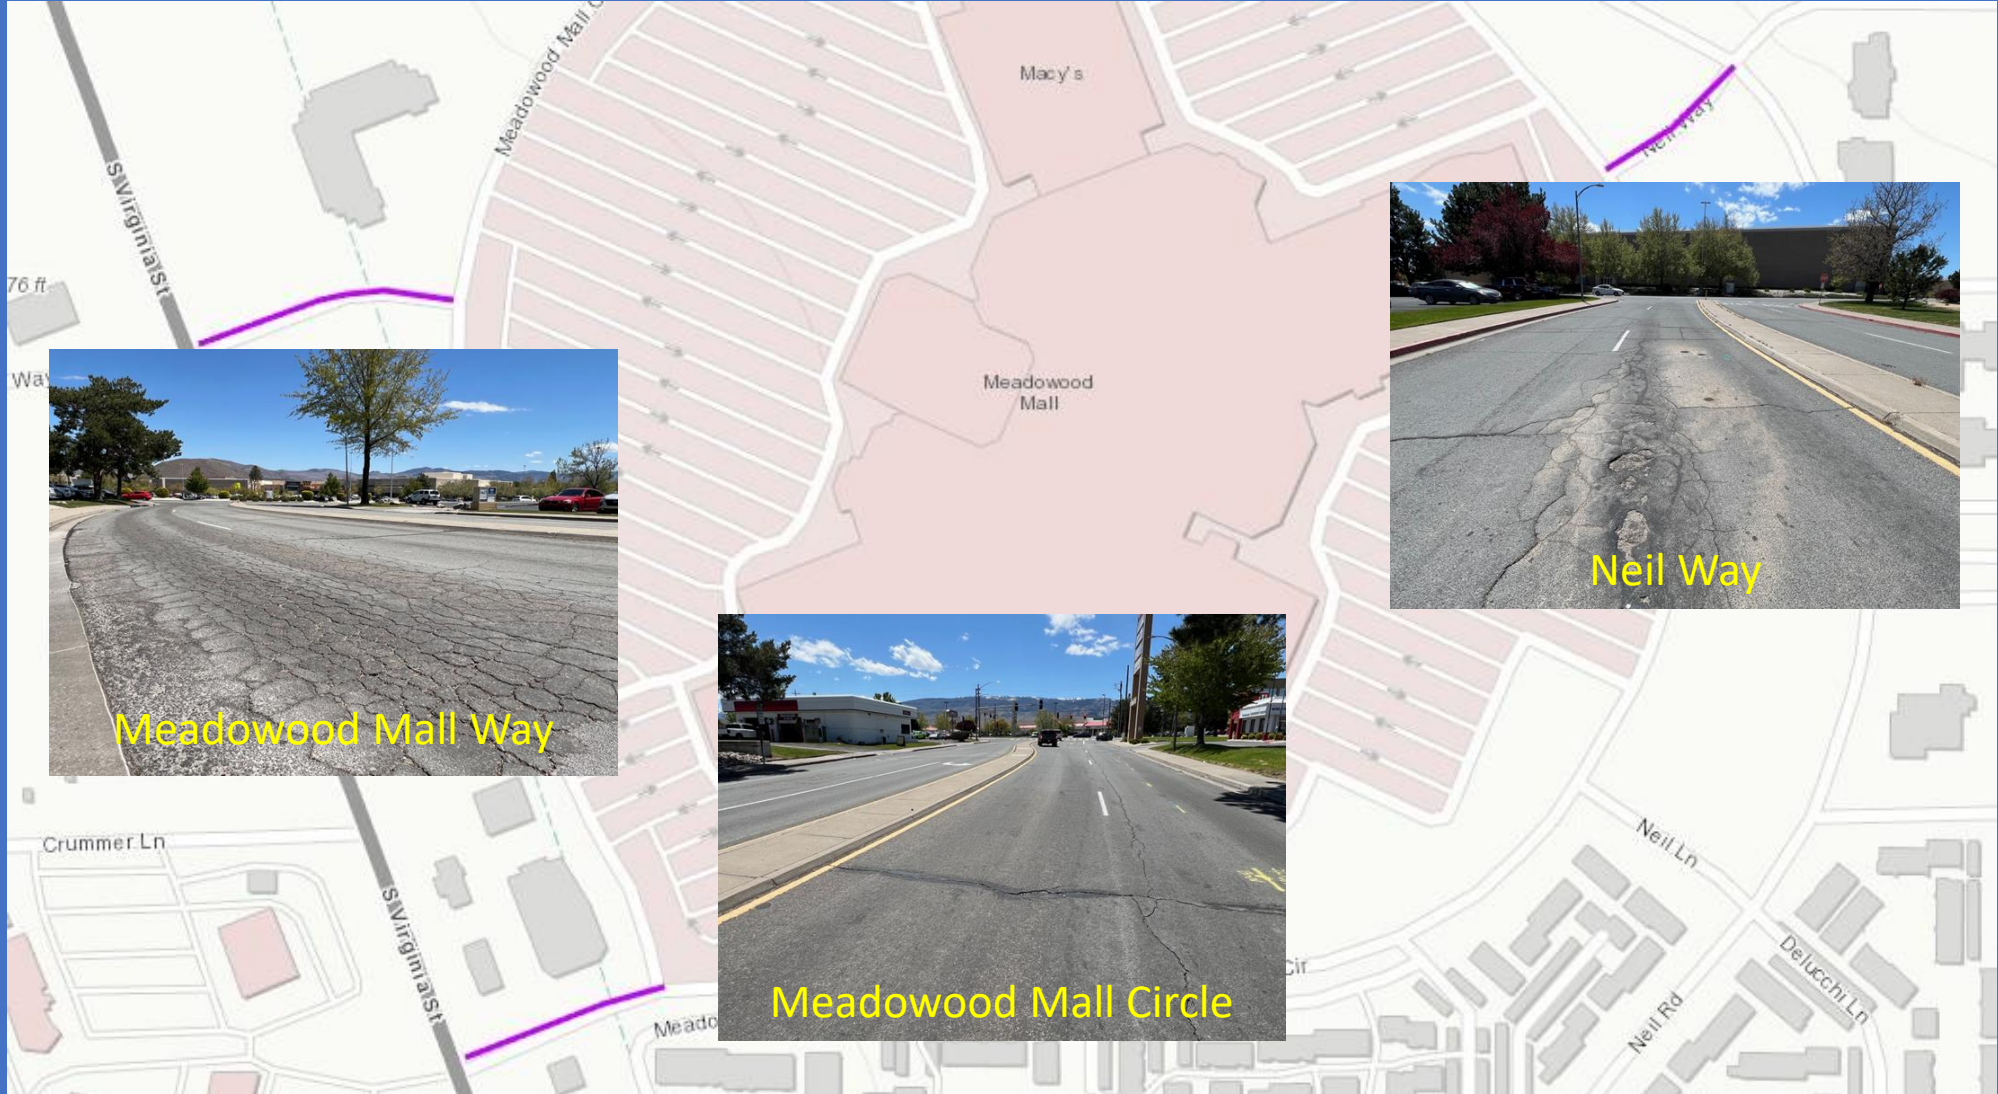 Meadowood Mall C
Macy's
Neil Way
S Virginia St
76 ft
Way
Meadowood
Mall
Neil Way
Meadowood Mall Way
Crummer Ln
Neil Ln
S Virginia St
Delucchi Ln
Cir
Meadowood Mall Circle
Meado
Neil Rd